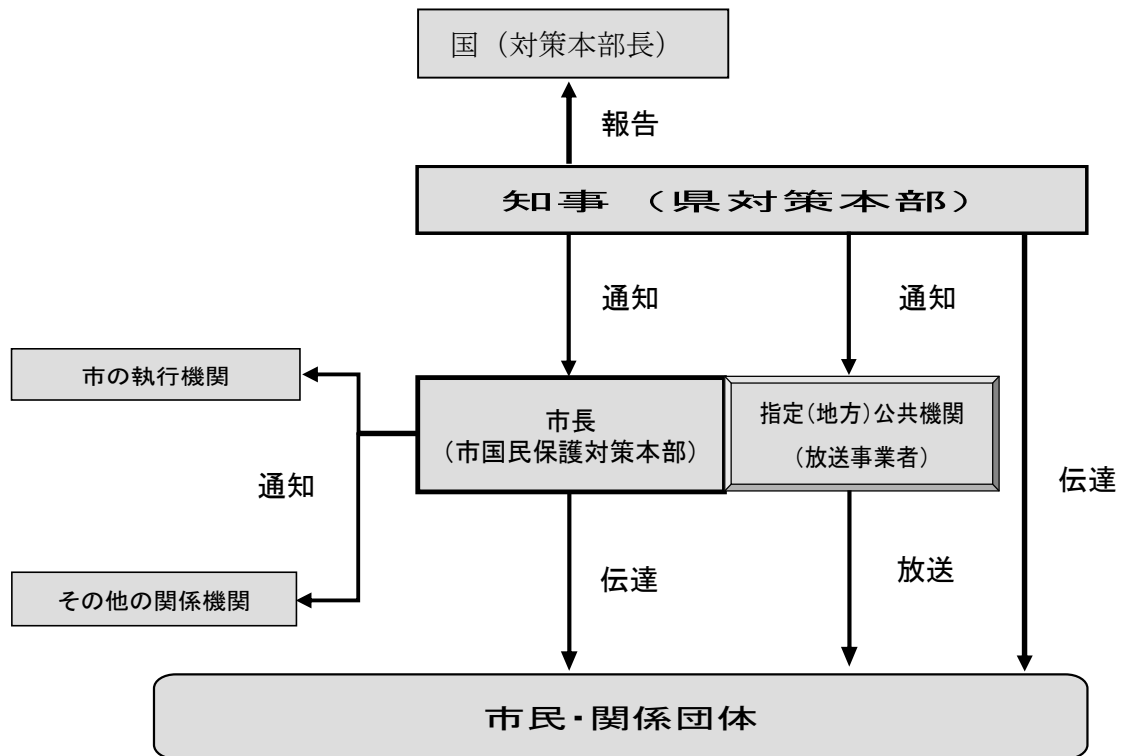 国（対策本部長）
報告
知事（県対策本部）
通知
通知
市の執行機関
市長
（市国民保護対策本部）
指定(地方)公共機関
（放送事業者）
通知
伝達
その他の関係機関
伝達
放送
市民・関係団体